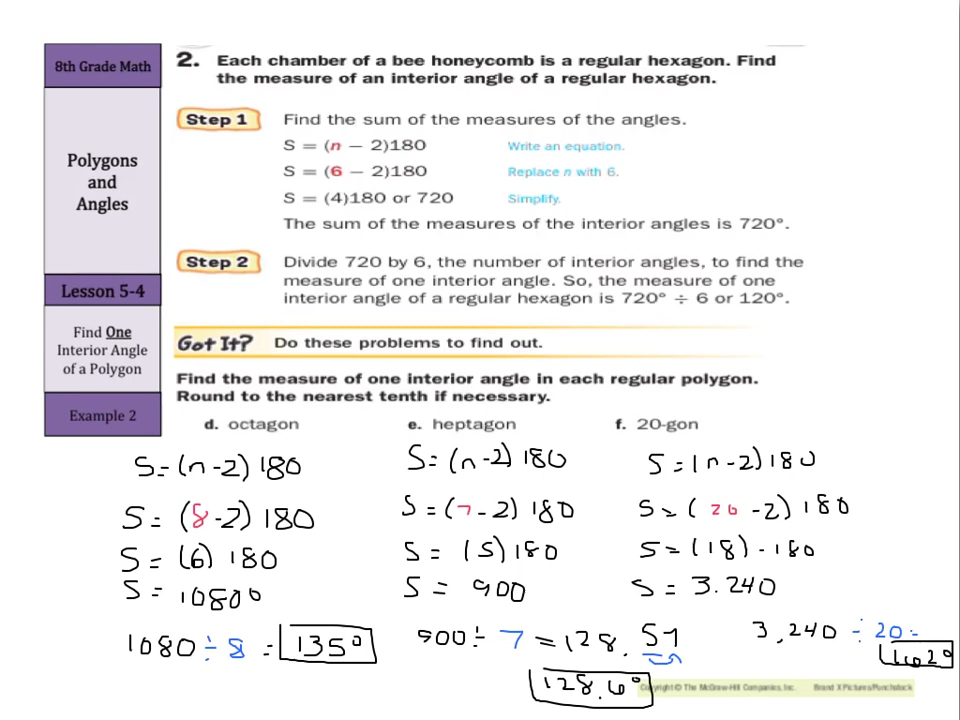 8th Grade Math
Polygons
and
Angles
Lesson 5-4
Find One
Interior Angle
of a Polygon
Example 2
2. Each chamber of a bee honeycomb is a regular hexagon. Find
the measure of an interior angle of a regular hexagon.
Step 1 Find the sum of the measures of the angles.
S = (n − 2)180 Write an equation.
S = (6 − 2)180 Replace n with 6.
S = (4)180 or 720 Simplify.
The sum of the measures of the interior angles is 720°.
Step 2 Divide 720 by 6, the number of interior angles, to find the
measure of one interior angle. So, the measure of one
interior angle of a regular hexagon is 720° ÷ 6 or 120°.
Got It? Do these problems to find out.
Find the measure of one interior angle in each regular polygon.
Round to the nearest tenth if necessary.
d. octagon e. heptagon f. 20-gon
S = (n - 2) 180 S = (n - 2) 180 S = (n - 2) 180
S = (8 - 2) 180 S = (7 - 2) 180 S = (20 - 2) 180
S = (6) 180 S = (5) 180 S = (18) - 180
S = 1080° S = 900 S = 3.240
1080 ÷ 8 = 135° 900 ÷ 7 = 128.57 3,240 ÷ 20 = 162°
128.6°
Copyright © The McGraw-Hill Companies, Inc. Brand X Pictures/Punchstock